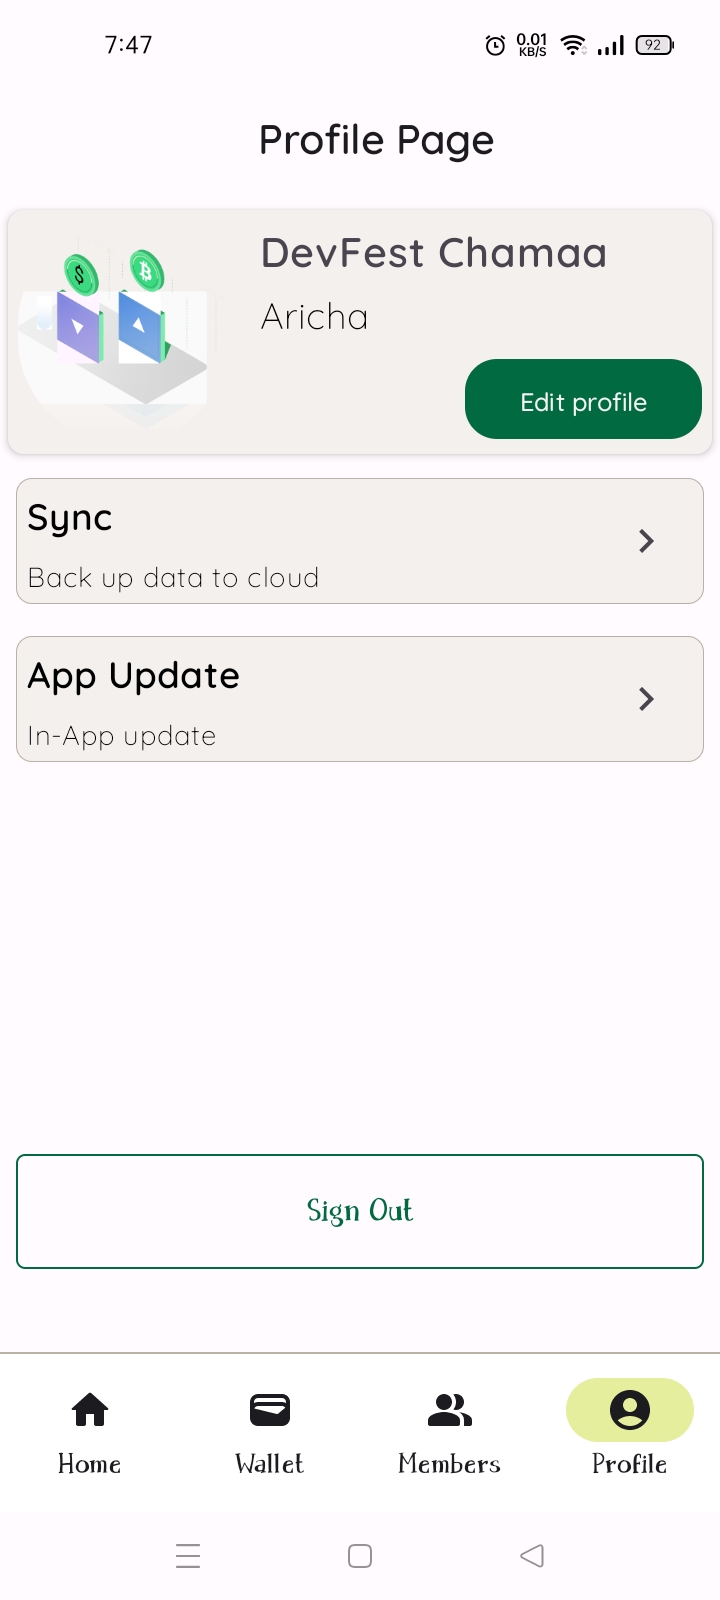 7:47
0.01
KB/S
92
Profile Page
DevFest Chamaa
Aricha
Edit profile
Sync
Back up data to cloud
App Update
In-App update
Sign Out
Home
Wallet
Members
Profile